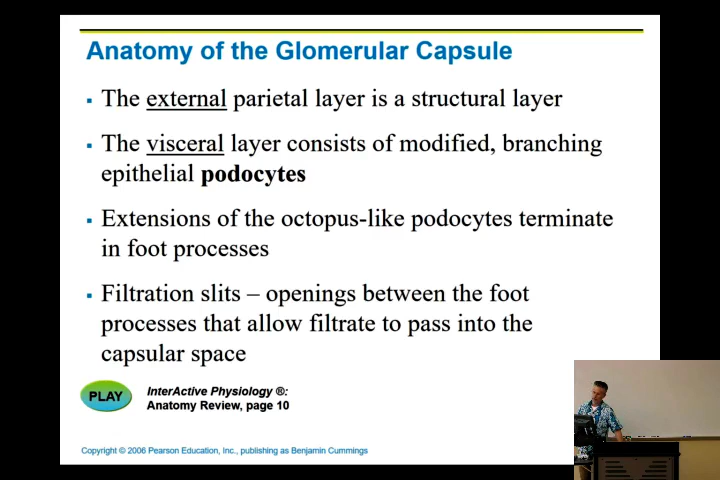 Anatomy of the Glomerular Capsule
▪ The external parietal layer is a structural layer
▪ The visceral layer consists of modified, branching
epithelial podocytes
▪ Extensions of the octopus-like podocytes terminate
in foot processes
▪ Filtration slits – openings between the foot
processes that allow filtrate to pass into the
capsular space
PLAY
InterActive Physiology ®:
Anatomy Review, page 10
Copyright © 2006 Pearson Education, Inc., publishing as Benjamin Cummings